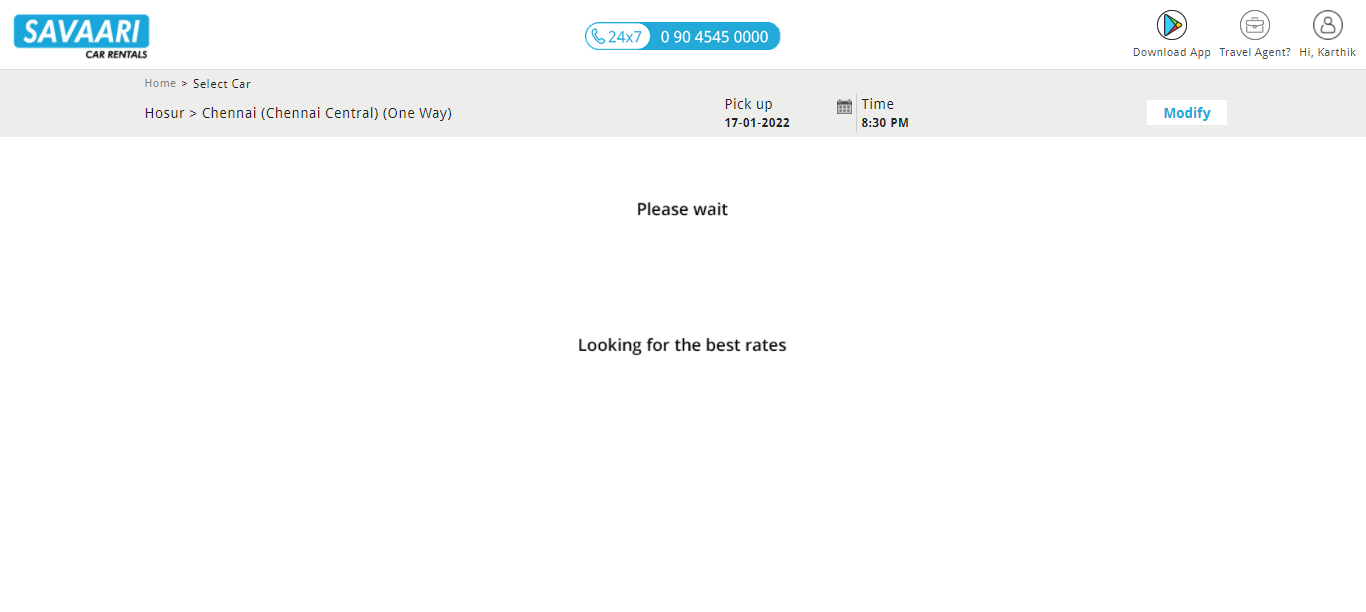 SAVAARI
CAR RENTALS
24x7 0 90 4545 0000
Download App Travel Agent? Hi, Karthik
Home > Select Car
Hosur > Chennai (Chennai Central) (One Way)
Pick up
17-01-2022
Time
8:30 PM
Modify
Please wait
Looking for the best rates